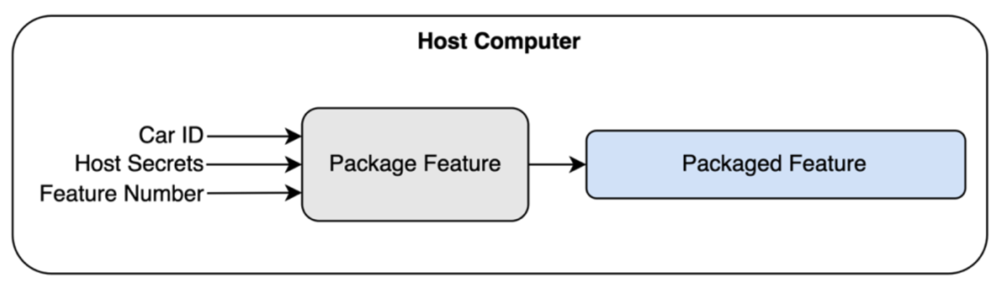 Host Computer
Car ID
Host Secrets
Feature Number
Package Feature
Packaged Feature